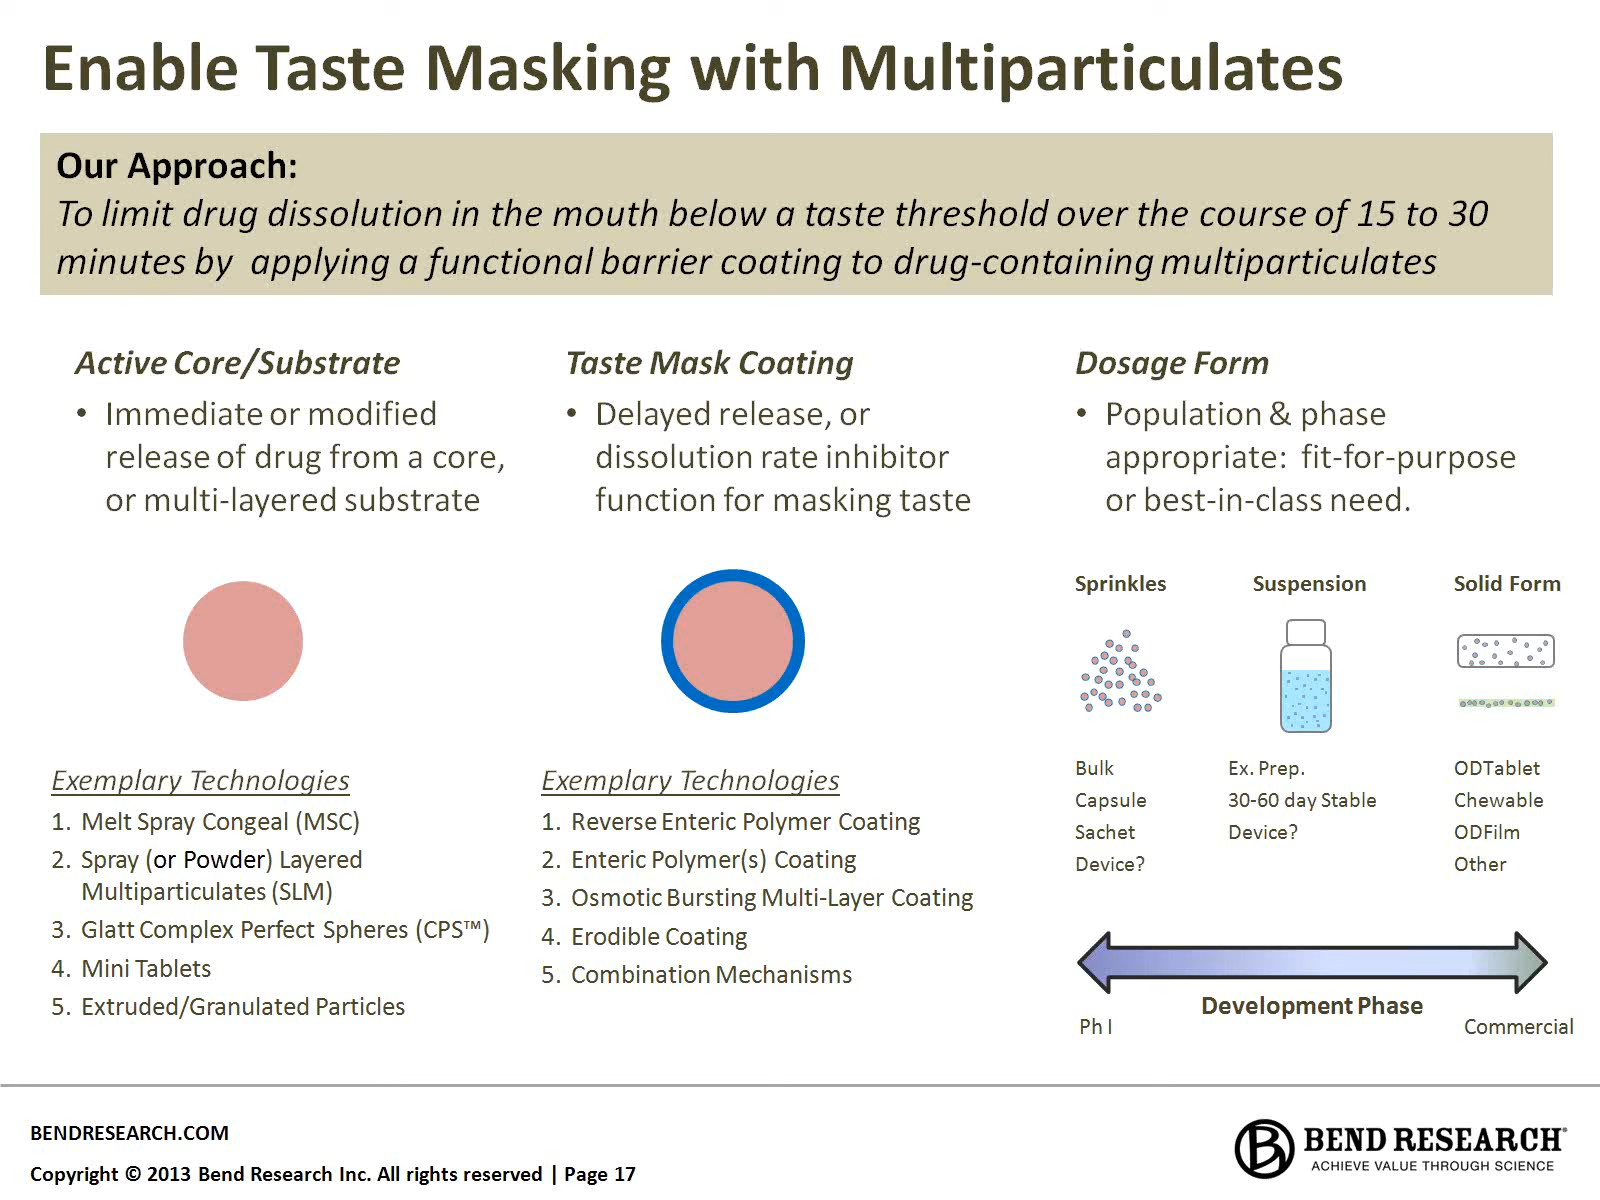 Enable Taste Masking with Multiparticulates
Our Approach:
To limit drug dissolution in the mouth below a taste threshold over the course of 15 to 30
minutes by applying a functional barrier coating to drug-containing multiparticulates
Active Core/Substrate
• Immediate or modified
release of drug from a core,
or multi-layered substrate
Exemplary Technologies
1. Melt Spray Congeal (MSC)
2. Spray (or Powder) Layered
Multiparticulates (SLM)
3. Glatt Complex Perfect Spheres (CPS™)
4. Mini Tablets
5. Extruded/Granulated Particles
Taste Mask Coating
• Delayed release, or
dissolution rate inhibitor
function for masking taste
Exemplary Technologies
1. Reverse Enteric Polymer Coating
2. Enteric Polymer(s) Coating
3. Osmotic Bursting Multi-Layer Coating
4. Erodible Coating
5. Combination Mechanisms
Dosage Form
• Population & phase
appropriate: fit-for-purpose
or best-in-class need.
Sprinkles
Bulk
Capsule
Sachet
Device?
Suspension
Ex. Prep.
30-60 day Stable
Device?
Solid Form
ODTablet
Chewable
ODFilm
Other
Development Phase
Ph I
Commercial
BENDRESEARCH.COM
Copyright © 2013 Bend Research Inc. All rights reserved | Page 17
BEND RESEARCH®
ACHIEVE VALUE THROUGH SCIENCE